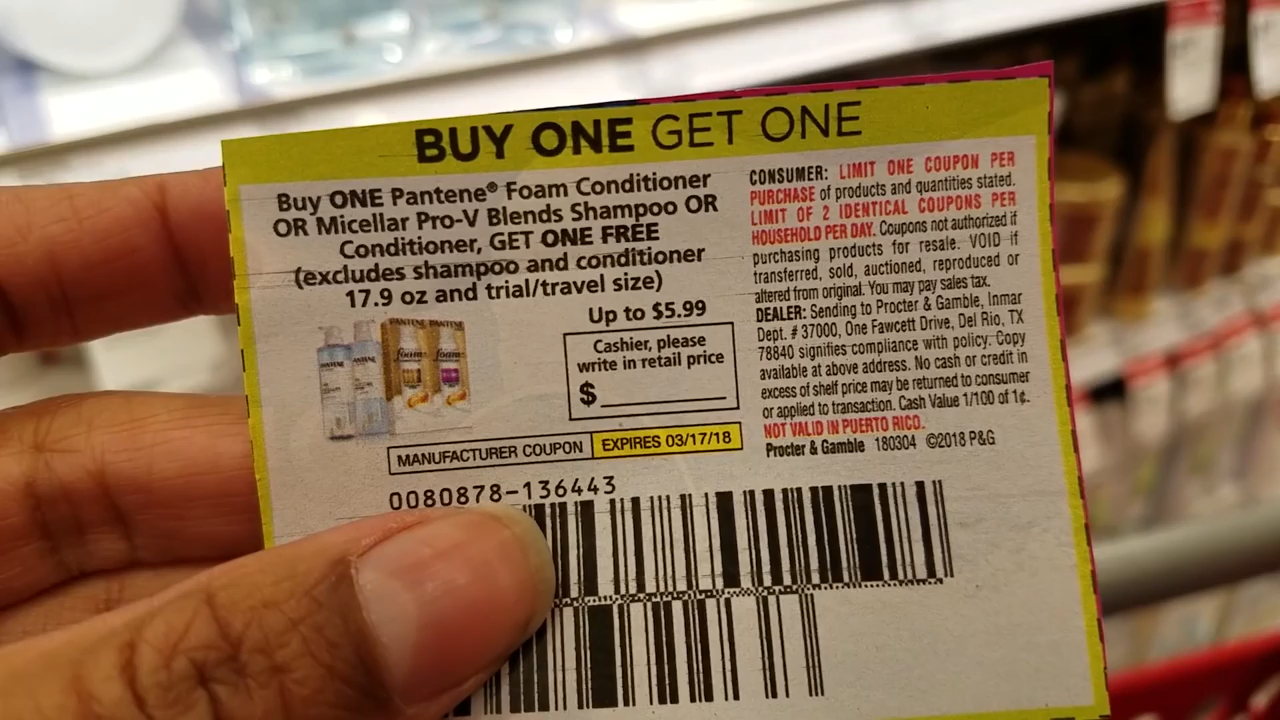 BUY ONE GET ONE
Buy ONE Pantene® Foam Conditioner
OR Micellar Pro-V Blends Shampoo OR
Conditioner, GET ONE FREE
(excludes shampoo and conditioner
17.9 oz and trial/travel size)
Up to $5.99
Cashier, please
write in retail price
$
PANTENE
PANTENE
PANTENE
PANTENE
foam
foam
MANUFACTURER COUPON
EXPIRES 03/17/18
0080878-136443
CONSUMER: LIMIT ONE COUPON PER
PURCHASE of products and quantities stated.
LIMIT OF 2 IDENTICAL COUPONS PER
HOUSEHOLD PER DAY. Coupons not authorized if
purchasing products for resale. VOID if
transferred, sold, auctioned, reproduced or
altered from original. You may pay sales tax.
DEALER: Sending to Procter & Gamble, Inmar
Dept. # 37000, One Fawcett Drive, Del Rio, TX
78840 signifies compliance with policy. Copy
available at above address. No cash or credit in
excess of shelf price may be returned to consumer
or applied to transaction. Cash Value 1/100 of 1¢.
NOT VALID IN PUERTO RICO.
Procter & Gamble 180304 ©2018 P&G